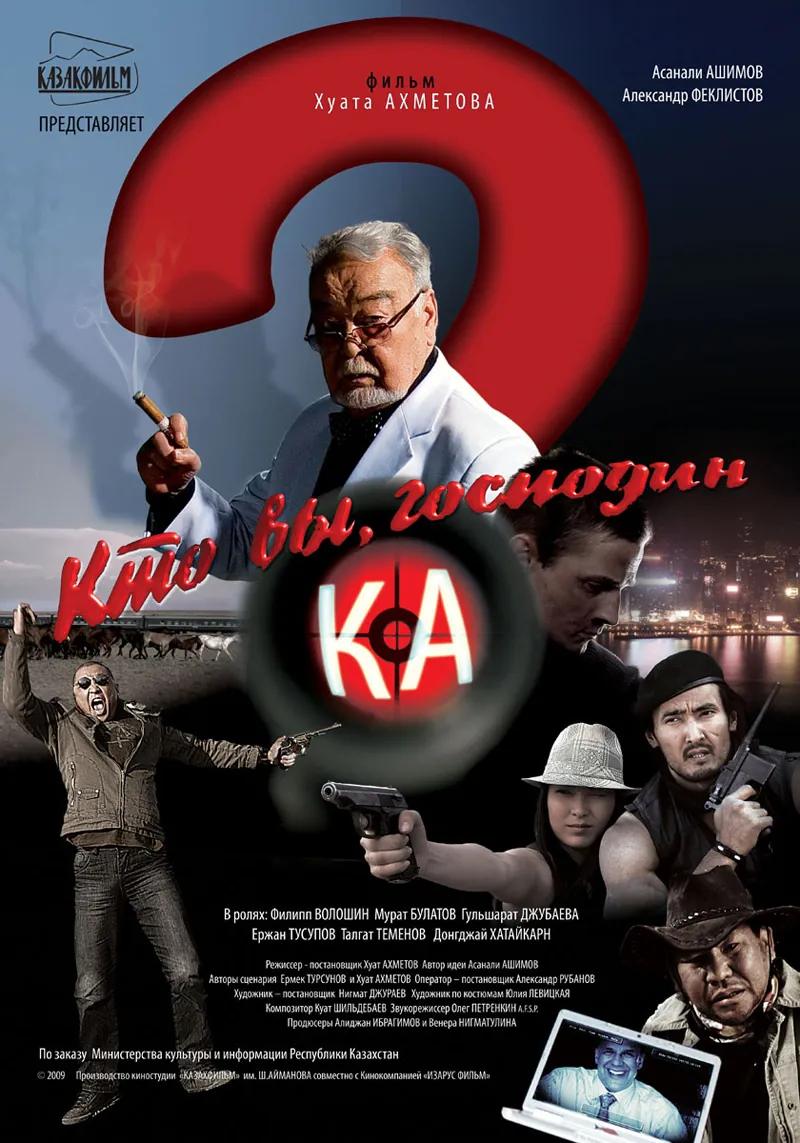 КАЗАКФИЛЬМ
ПРЕДСТАВЛЯЕТ
фильм
Хуата АХМЕТОВА
Асанали АШИМОВ
Александр ФЕКЛИСТОВ
Кто вы, господин
КА
В ролях: Филипп ВОЛОШИН Мурат БУЛАТОВ Гульшарат ДЖУБАЕВА
Ержан ТУСУПОВ Талгат ТЕМЕНОВ Донгджай ХАТАЙКАРН
Режиссер - постановщик Хуат АХМЕТОВ Автор идеи Асанали АШИМОВ
Авторы сценария Ермек ТУРСУНОВ и Хуат АХМЕТОВ Оператор – постановщик Александр РУБАНОВ
Художник – постановщик Нигмат ДЖУРАЕВ Художник по костюмам Юлия ЛЕВИЦКАЯ
Композитор Куат ШИЛЬДЕБАЕВ Звукорежиссер Олег ПЕТРЕНКИН A.F.S.P.
Продюсеры Алиджан ИБРАГИМОВ и Венера НИГМАТУЛИНА
По заказу Министерства культуры и информации Республики Казахстан
© 2009 Производство киностудии «КАЗАХФИЛЬМ» им. Ш.АЙМАНОВА совместно с Кинокомпанией «ИЗАРУС ФИЛЬМ»